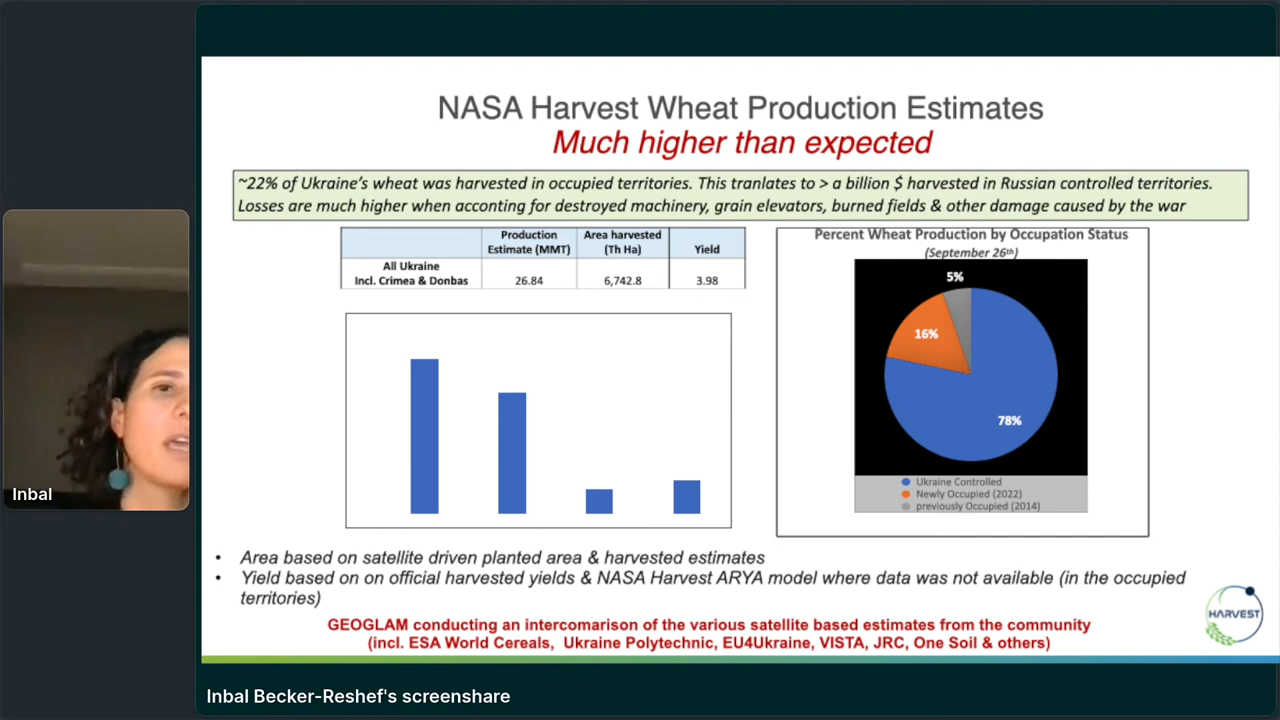 NASA Harvest Wheat Production Estimates
Much higher than expected
~22% of Ukraine's wheat was harvested in occupied territories. This tranlates to > a billion $ harvested in Russian controlled territories.
Losses are much higher when acconting for destroyed machinery, grain elevators, burned fields & other damage caused by the war
Production Estimate (MMT)
Area harvested (Th Ha)
Yield
All Ukraine
Incl. Crimea & Donbas
26.84
6,742.8
3.98
Percent Wheat Production by Occupation Status
(September 26th)
5%
16%
78%
Ukraine Controlled
Newly Occupied (2022)
previously Occupied (2014)
• Area based on satellite driven planted area & harvested estimates
• Yield based on on official harvested yields & NASA Harvest ARYA model where data was not available (in the occupied
territories)
GEOGLAM conducting an intercomarison of the various satellite based estimates from the community
(incl. ESA World Cereals, Ukraine Polytechnic, EU4Ukraine, VISTA, JRC, One Soil & others)
HARVEST
Inbal
Inbal Becker-Reshef's screenshare